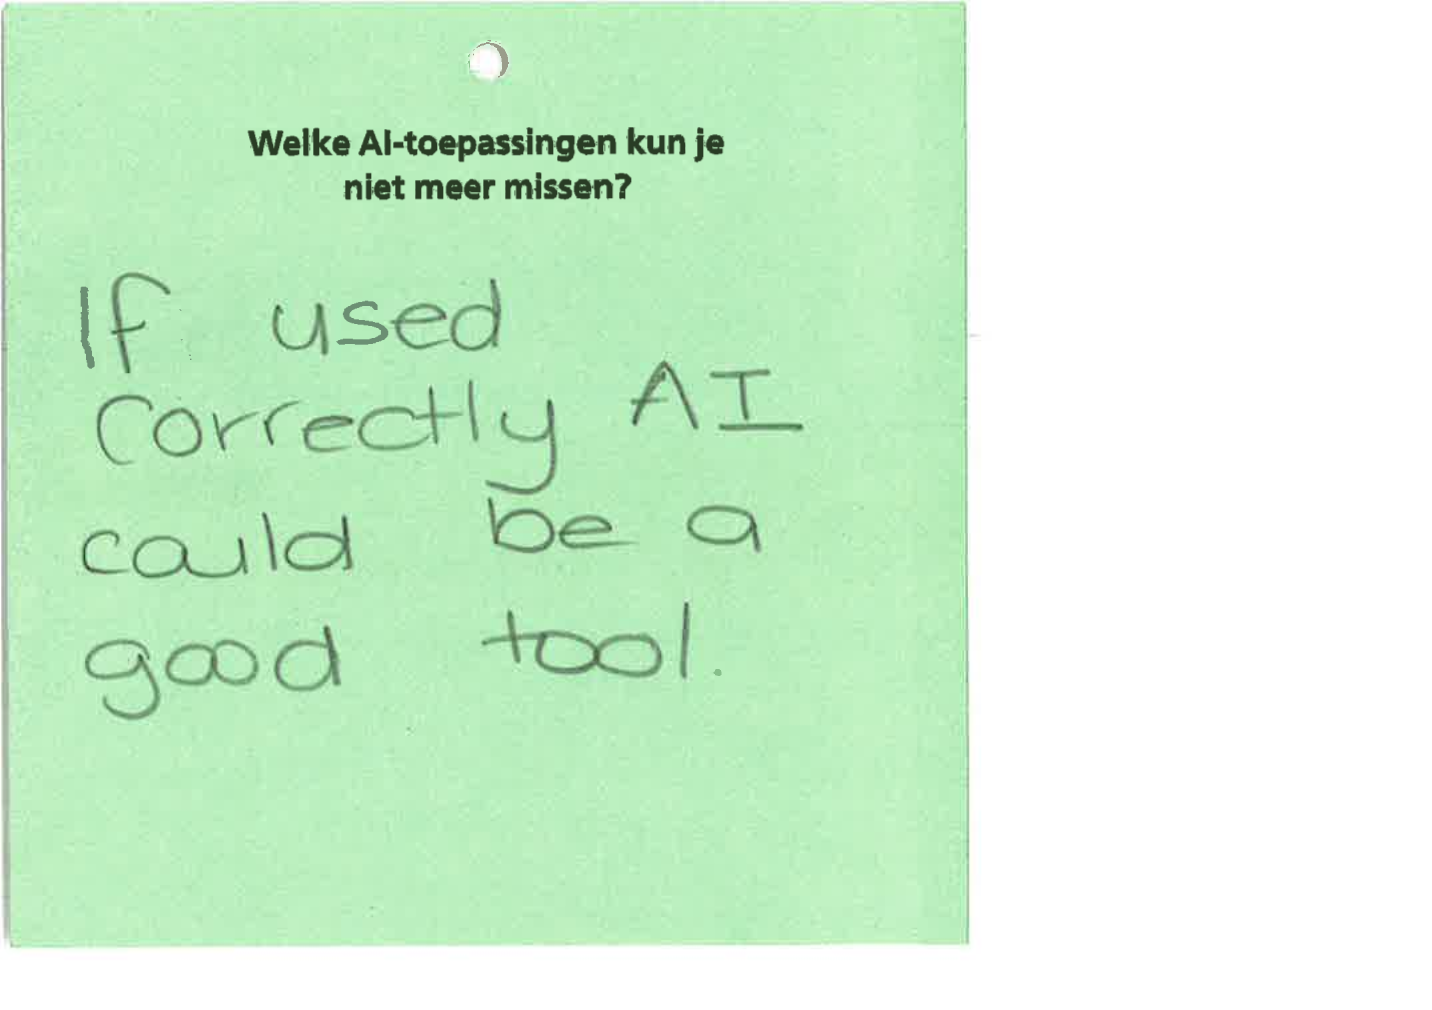 Welke AI-toepassingen kun je
niet meer missen?
If used
correctly AI
could be a
good tool.